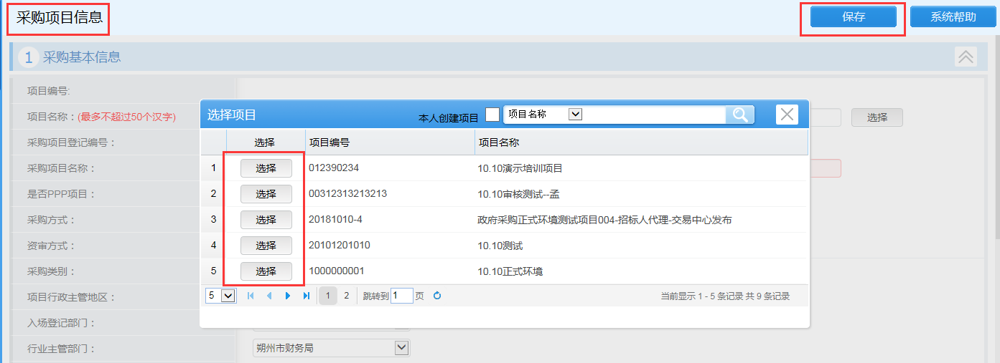 采购项目信息
保存
系统帮助
1 采购基本信息
项目编号:
项目名称：(最多不超过50个汉字)
选择
采购项目登记编号：
采购项目名称：
是否PPP项目：
采购方式：
资审方式：
采购类别：
项目行政主管地区：
入场登记部门：
行业主管部门：
朔州市财务局
选择项目
本人创建项目
项目名称
选择 项目编号 项目名称
1 选择 012390234 10.10演示培训项目
2 选择 00312313213213 10.10审核测试--孟
3 选择 20181010-4 政府采购正式环境测试项目004-招标人代理-交易中心发布
4 选择 20101201010 10.10测试
5 选择 1000000001 10.10正式环境
5 1 2 跳转到 1 页 当前显示 1 - 5 条记录 共 9 条记录